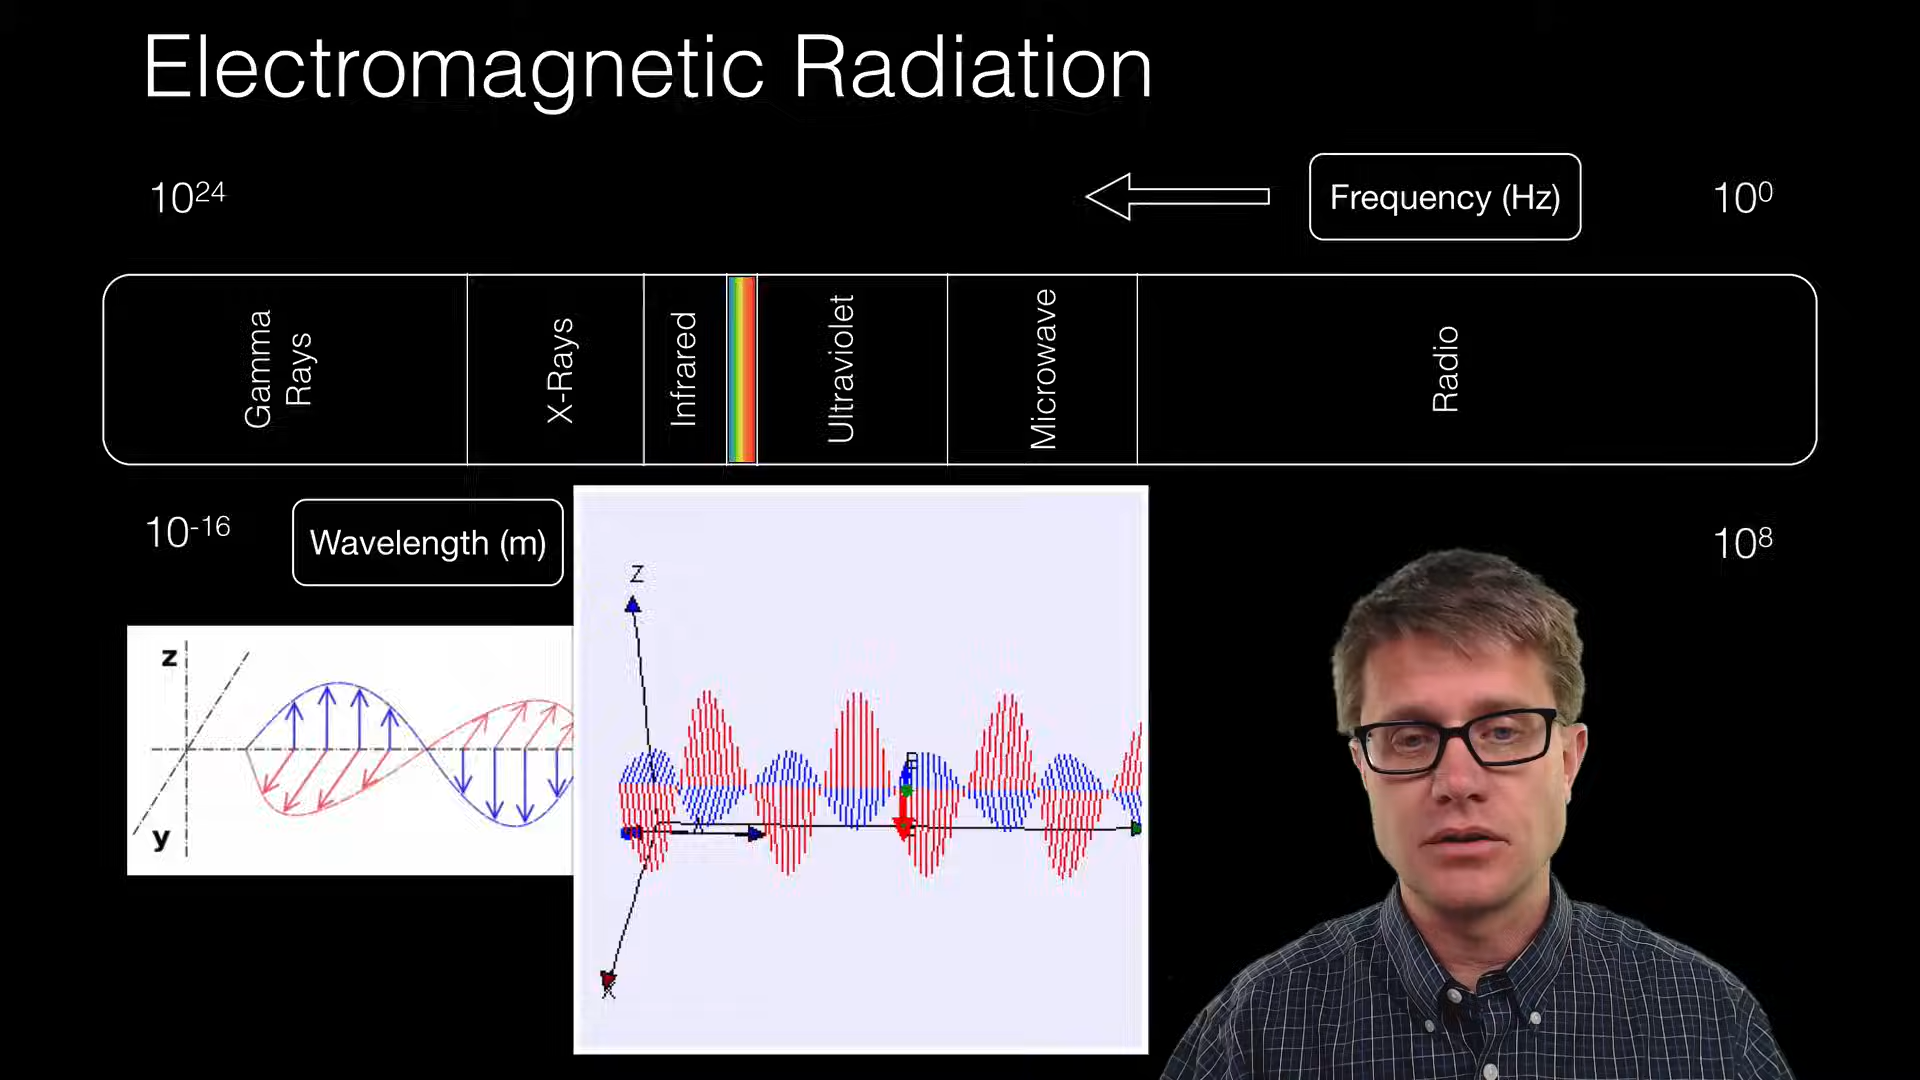 Electromagnetic Radiation
10²⁴
Frequency (Hz)
10⁰
Gamma
Rays
X-Rays
Infrared
Ultraviolet
Microwave
Radio
10⁻¹⁶
Wavelength (m)
10⁸
z
y
Z
X